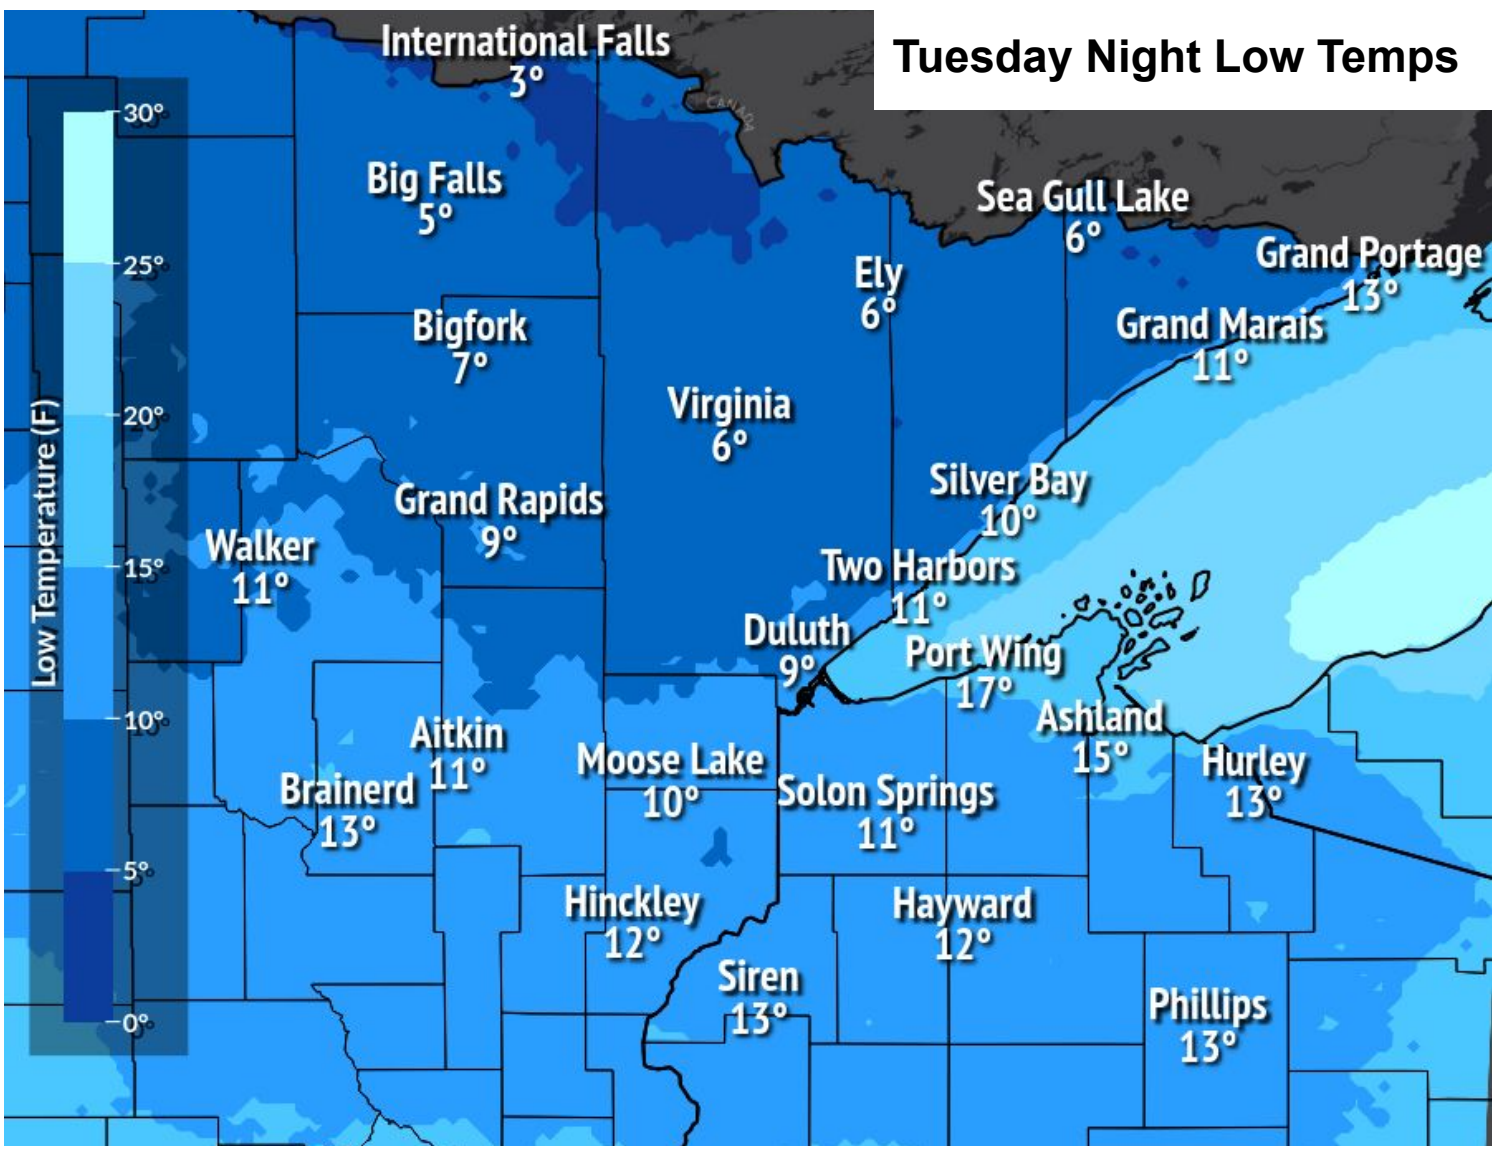 Tuesday Night Low Temps
International Falls
3°
CANADA
30°
25°
20°
15°
10°
5°
0°
Low Temperature (F)
Big Falls
5°
Sea Gull Lake
6°
Grand Portage
13°
Ely
6°
Grand Marais
11°
Bigfork
7°
Virginia
6°
Silver Bay
10°
Grand Rapids
9°
Walker
11°
Two Harbors
11°
Duluth
9°
Port Wing
17°
Ashland
15°
Aitkin
11°
Moose Lake
10°
Hurley
13°
Brainerd
13°
Solon Springs
11°
Hinckley
12°
Hayward
12°
Siren
13°
Phillips
13°